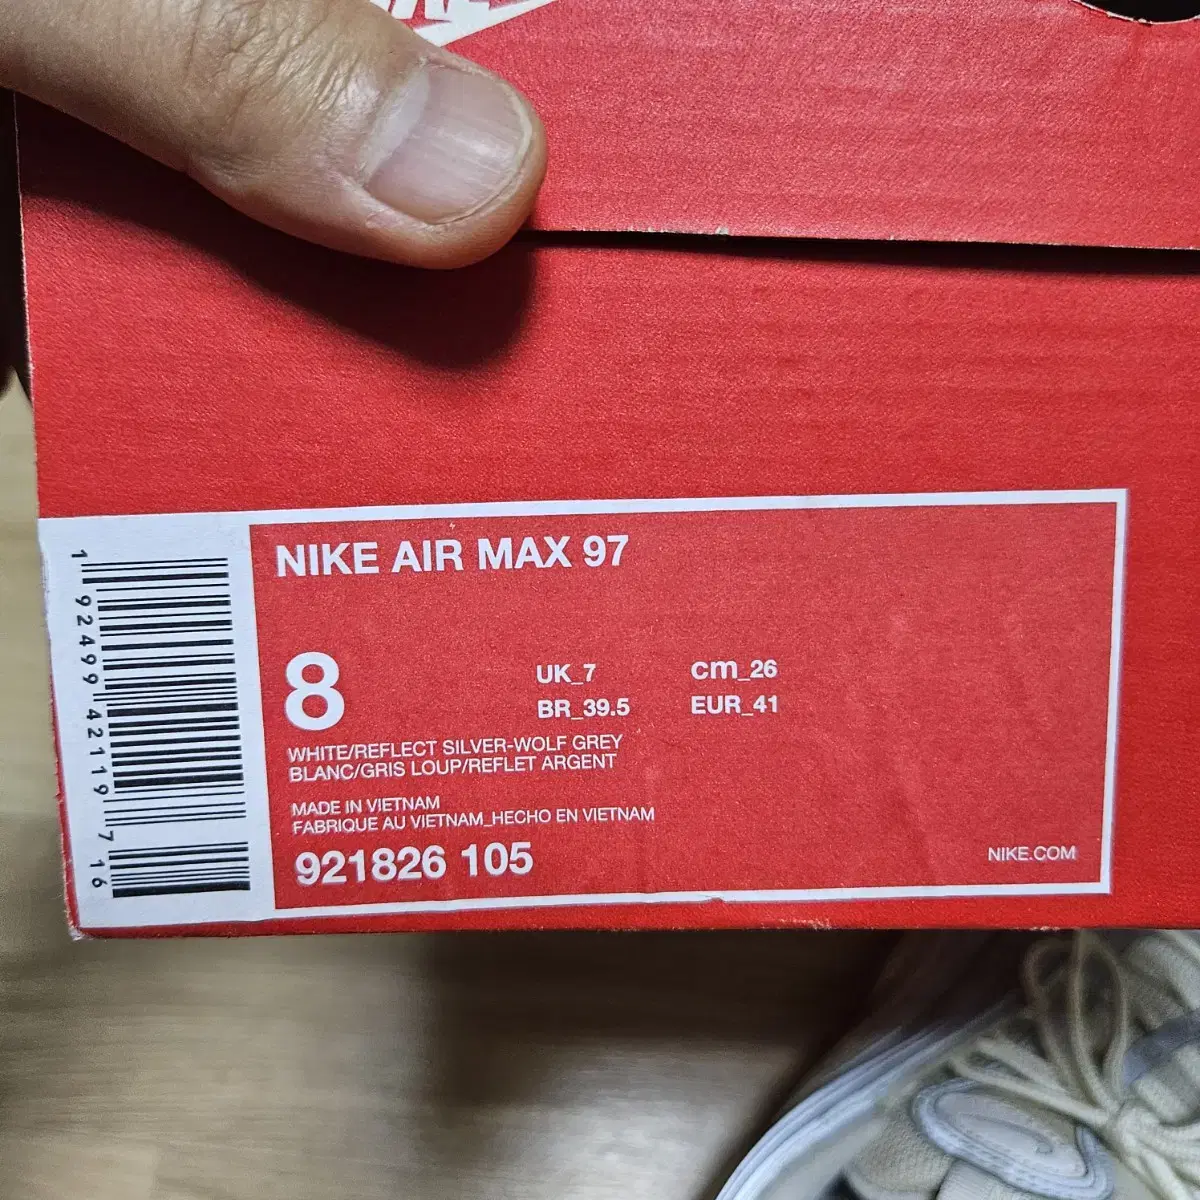 NIKE AIR MAX 97
8
UK_7
cm_26
BR_39.5
EUR_41
WHITE/REFLECT SILVER-WOLF GREY
BLANC/GRIS LOUP/REFLET ARGENT
MADE IN VIETNAM
FABRIQUE AU VIETNAM_HECHO EN VIETNAM
921826 105
NIKE.COM
1 92499 42119 7 16